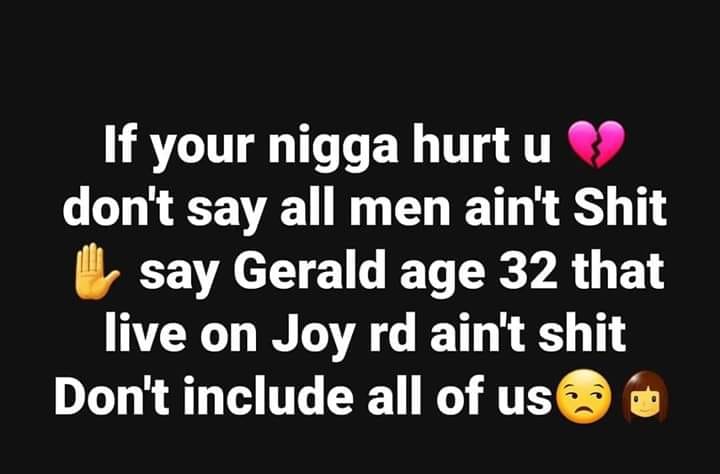 If your nigga hurt u 💔
don't say all men ain't Shit
✋ say Gerald age 32 that
live on Joy rd ain't shit
Don't include all of us😒👩